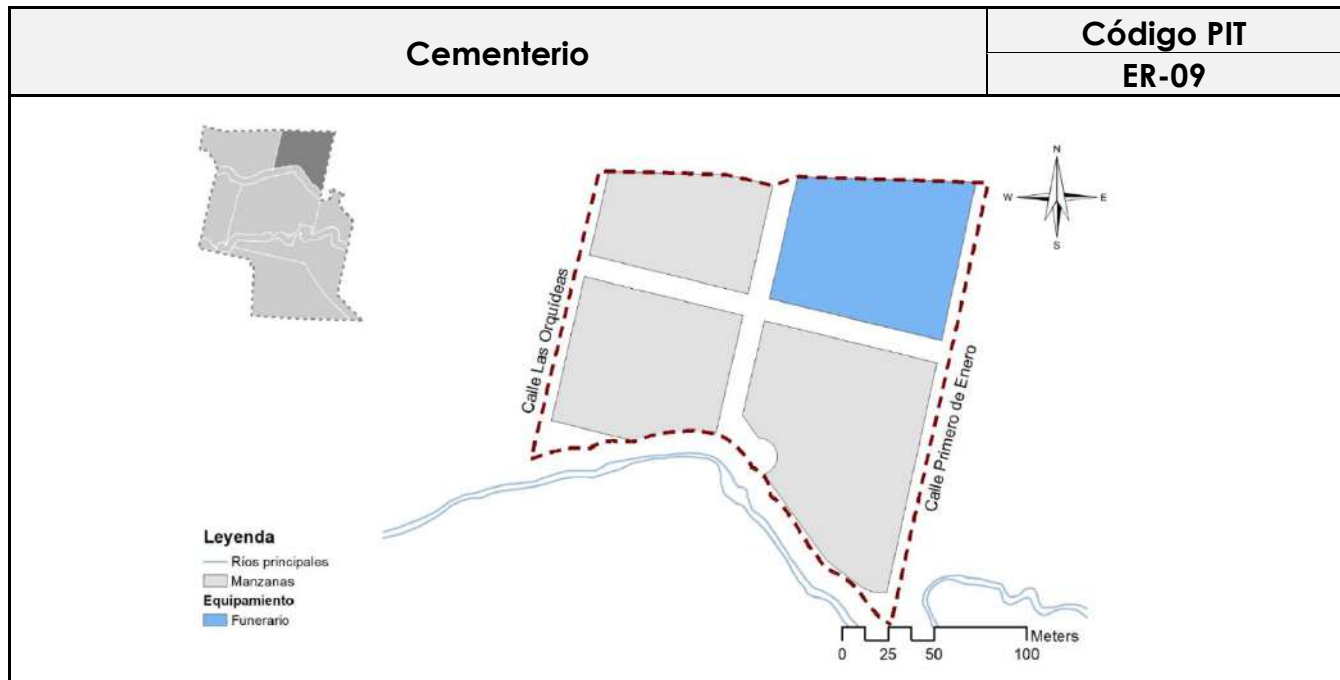 Cementerio
Código PIT
ER-09
N
W
E
S
Calle Las Orquídeas
Calle Primero de Enero
Leyenda
Ríos principales
Manzanas
Equipamiento
Funerario
Meters
0 25 50 100